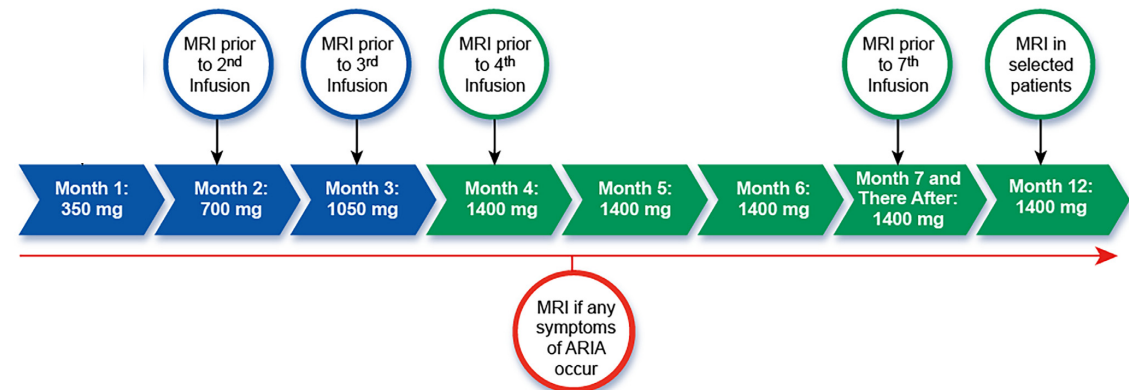 MRI prior
to 2nd
Infusion
MRI prior
to 3rd
Infusion
MRI prior
to 4th
Infusion
MRI prior
to 7th
Infusion
MRI in
selected
patients
Month 1:
350 mg
Month 2:
700 mg
Month 3:
1050 mg
Month 4:
1400 mg
Month 5:
1400 mg
Month 6:
1400 mg
Month 7 and
There After:
1400 mg
Month 12:
1400 mg
MRI if any
symptoms
of ARIA
occur